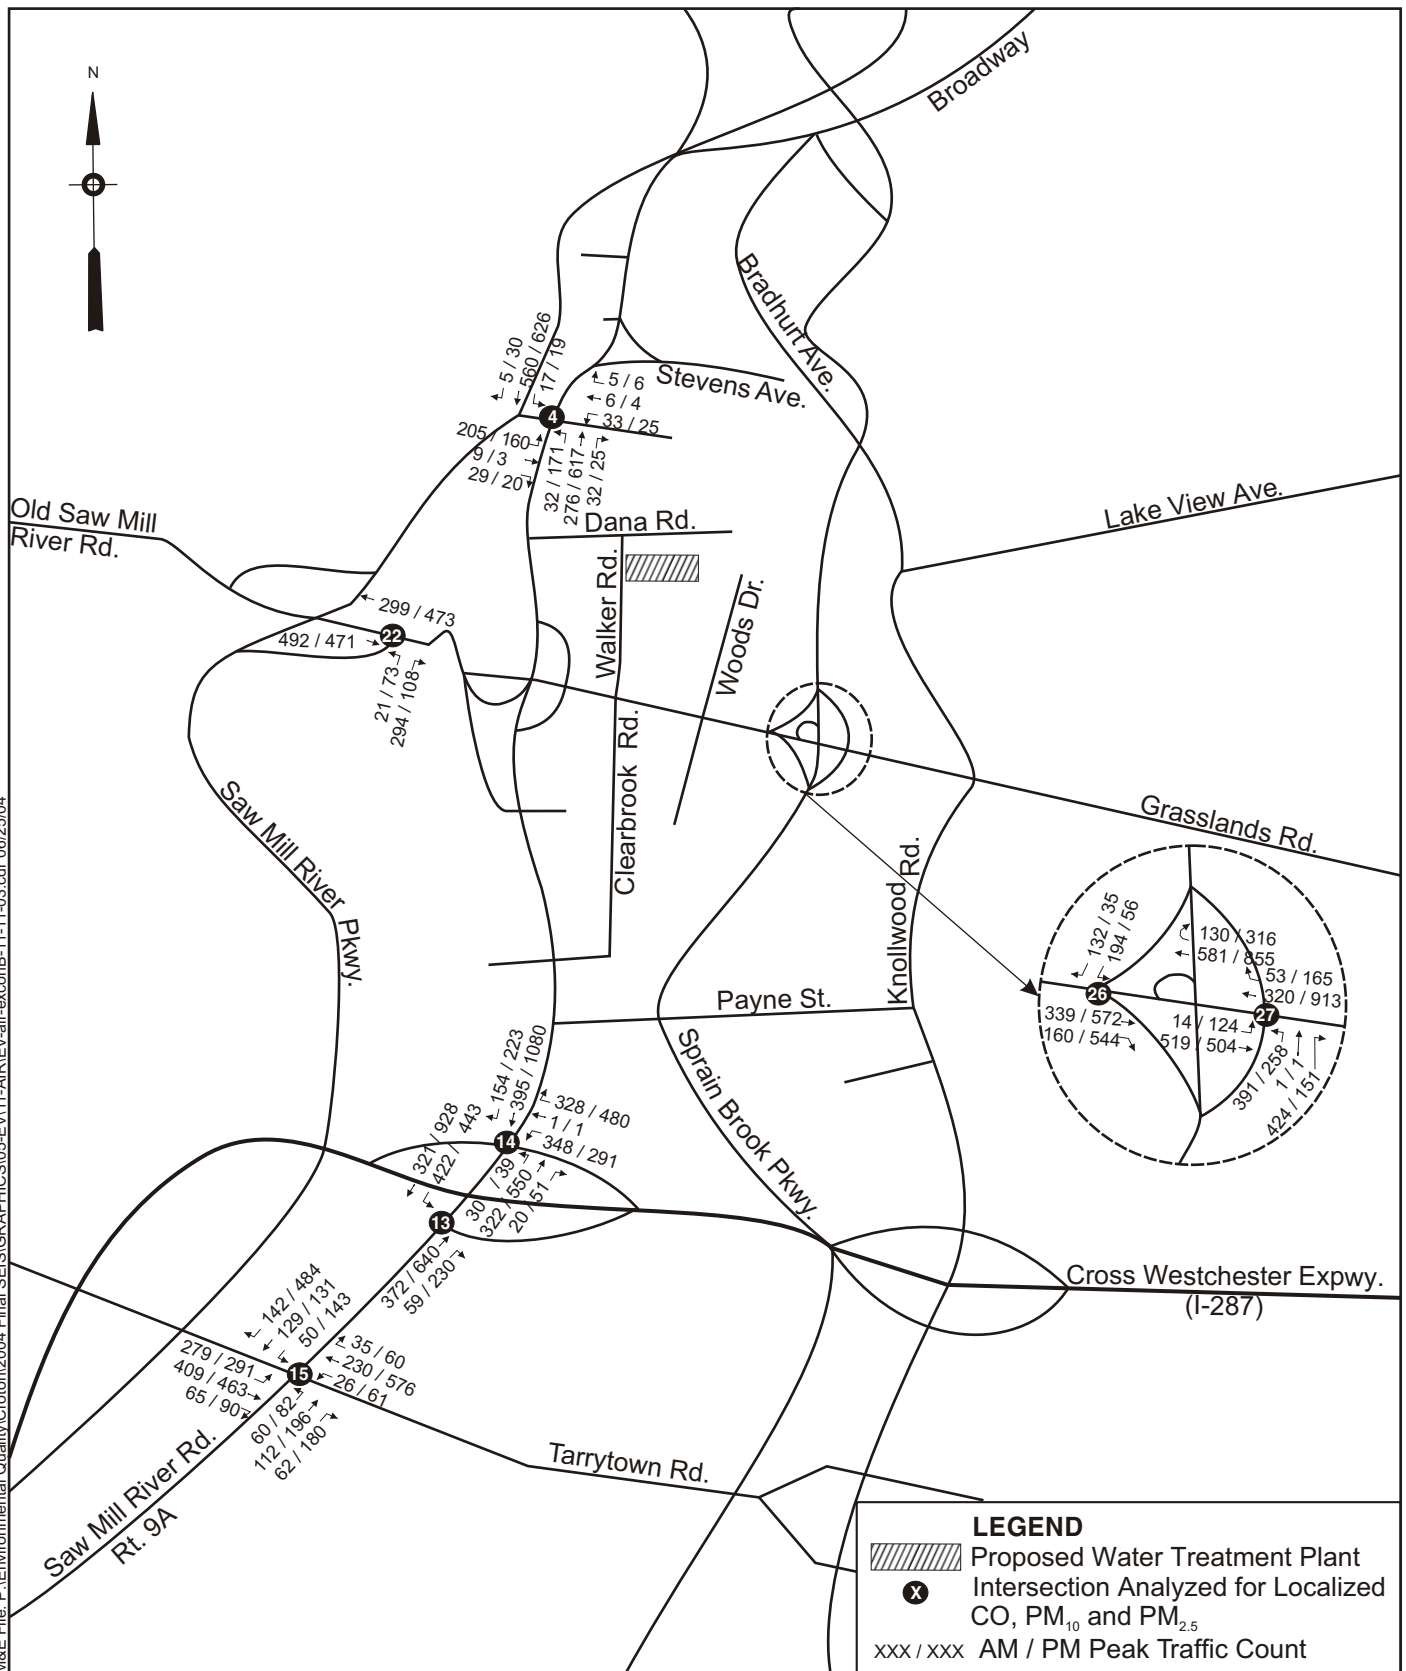 N
Broadway
Bradhurt Ave.
5 / 30
560 / 626
17 / 19
Stevens Ave.
5 / 6
6 / 4
33 / 25
4
205 / 160
9 / 3
29 / 20
32 / 171
276 / 617
32 / 25
Old Saw Mill
River Rd.
Dana Rd.
Lake View Ave.
Walker Rd.
Woods Dr.
299 / 473
22
492 / 471
21 / 73
294 / 108
Clearbrook Rd.
Saw Mill River Pkwy.
Grasslands Rd.
Knollwood Rd.
132 / 35
194 / 56
130 / 316
581 / 855
53 / 165
320 / 913
26
27
339 / 572
160 / 544
14 / 124
519 / 504
391 / 258
1 / 1
424 / 151
Payne St.
Sprain Brook Pkwy.
154 / 223
395 / 1080
328 / 480
1 / 1
348 / 291
14
321 / 928
422 / 443
30 / 39
322 / 550
20 / 51
13
372 / 640
59 / 230
Cross Westchester Expwy.
(I-287)
142 / 484
129 / 131
50 / 143
35 / 60
230 / 576
26 / 61
15
279 / 291
409 / 463
65 / 90
60 / 82
112 / 196
62 / 180
Tarrytown Rd.
Saw Mill River Rd.
Rt. 9A
LEGEND
Proposed Water Treatment Plant
X Intersection Analyzed for Localized
CO, PM10 and PM2.5
XXX / XXX AM / PM Peak Traffic Count